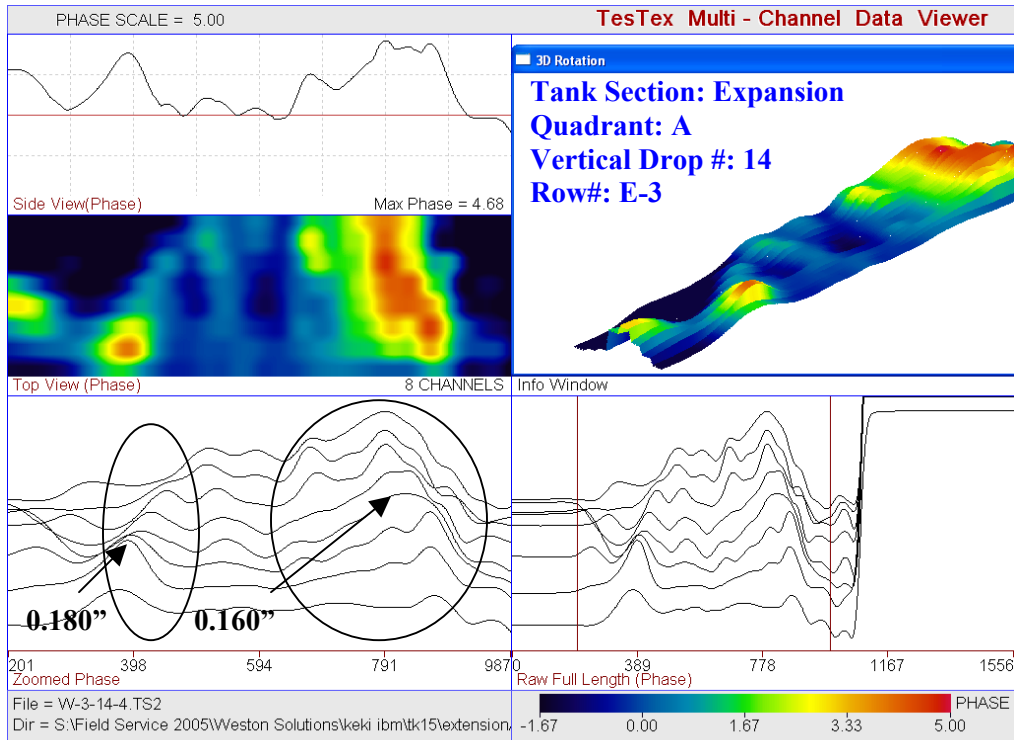 PHASE SCALE = 5.00
TesTex Multi - Channel Data Viewer
3D Rotation
Tank Section: Expansion
Quadrant: A
Vertical Drop #: 14
Row#: E-3
Side View(Phase)
Max Phase = 4.68
Top View (Phase)
8 CHANNELS
Info Window
0.180”
0.160”
201 398 594 791 987
Zoomed Phase
0 389 778 1167 1556
Raw Full Length (Phase)
File = W-3-14-4.TS2
Dir = S:\Field Service 2005\Weston Solutions\keki ibm\tk15\extension,
PHASE
-1.67 0.00 1.67 3.33 5.00